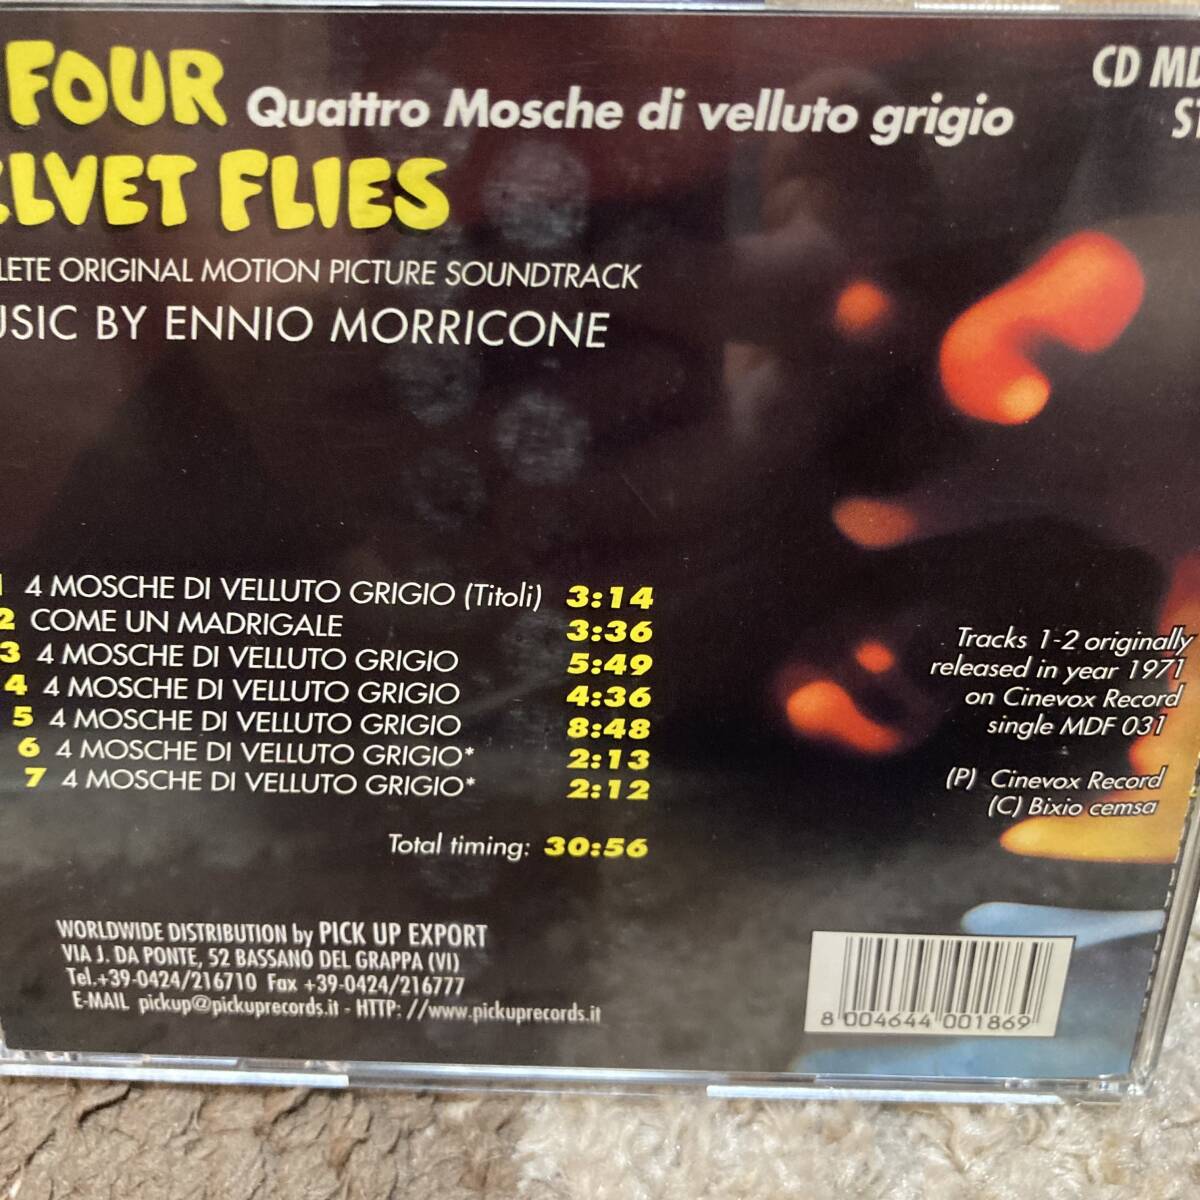 FOUR
Quattro Mosche di velluto grigio
CD
FLIES
ORIGINAL MOTION PICTURE SOUNDTRACK
BY ENNIO MORRICONE
1 4 MOSCHE DI VELLUTO GRIGIO (Titoli) 3:14
2 COME UN MADRIGALE 3:36
3 4 MOSCHE DI VELLUTO GRIGIO 5:49
4 4 MOSCHE DI VELLUTO GRIGIO 4:36
5 4 MOSCHE DI VELLUTO GRIGIO 8:48
6 4 MOSCHE DI VELLUTO GRIGIO* 2:13
7 4 MOSCHE DI VELLUTO GRIGIO* 2:12
Total timing: 30:56
Tracks 1-2 originally
released in year 1971
on Cinevox Record
single MDF 031
(P) Cinevox Record
(C) Bixio cemsa
WORLDWIDE DISTRIBUTION by PICK UP EXPORT
VIA J. DA PONTE, 52 BASSANO DEL GRAPPA (VI)
Tel.+39-0424/216710 Fax +39-0424/216777
E-MAIL pickup@pickuprecords.it - HTTP: //www.pickuprecords.it
8 004644 001869